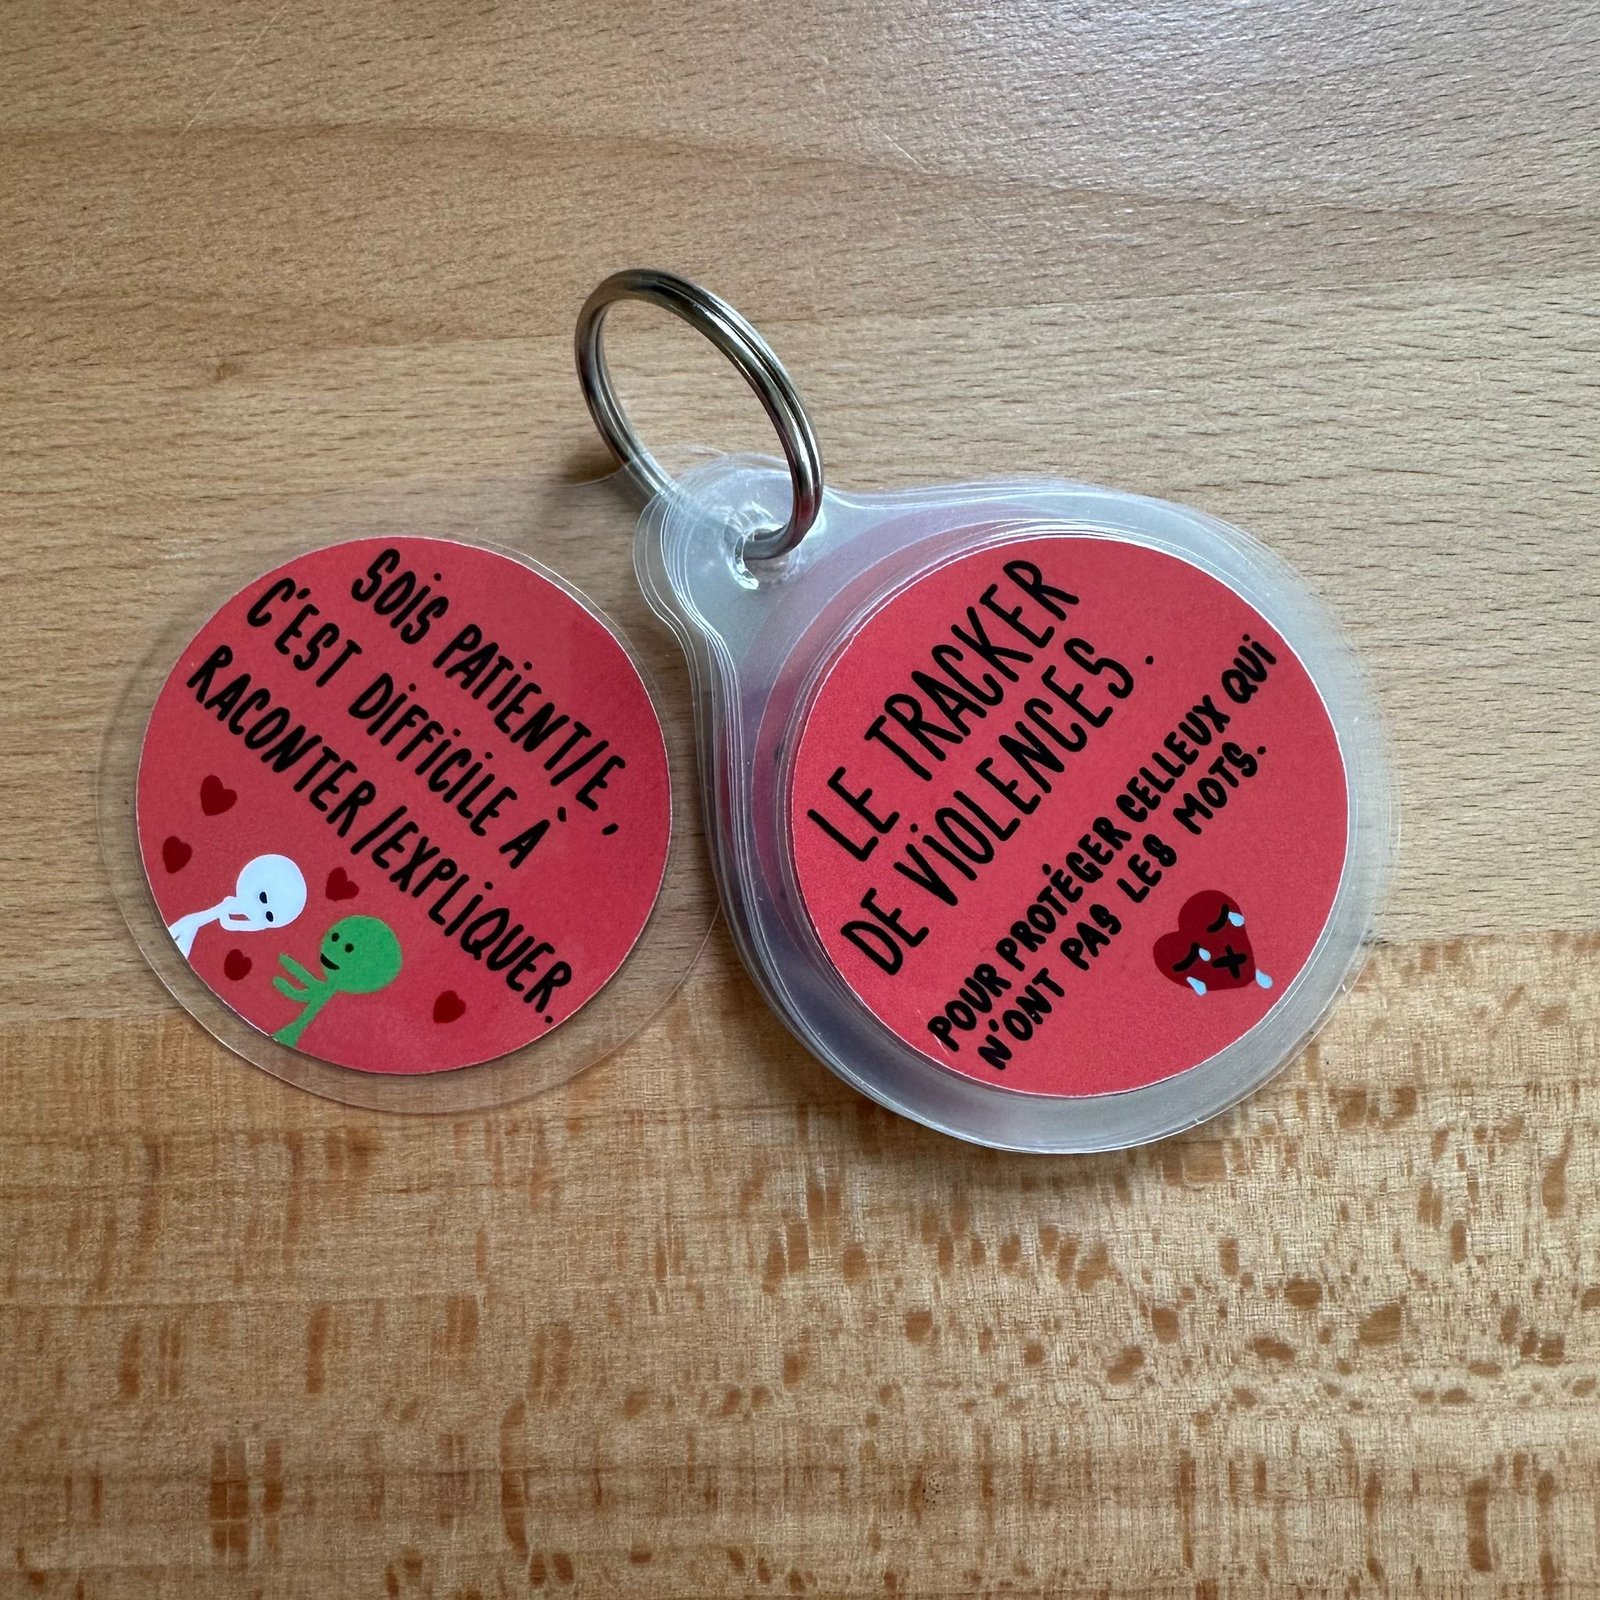 SOIS PATIENT/E,
C'EST DIFFICILE À
RACONTER/EXPLIQUER.
LE TRACKER
DE VIOLENCES.
POUR PROTÉGER CELLEUX QUI
N'ONT PAS LES MOTS.